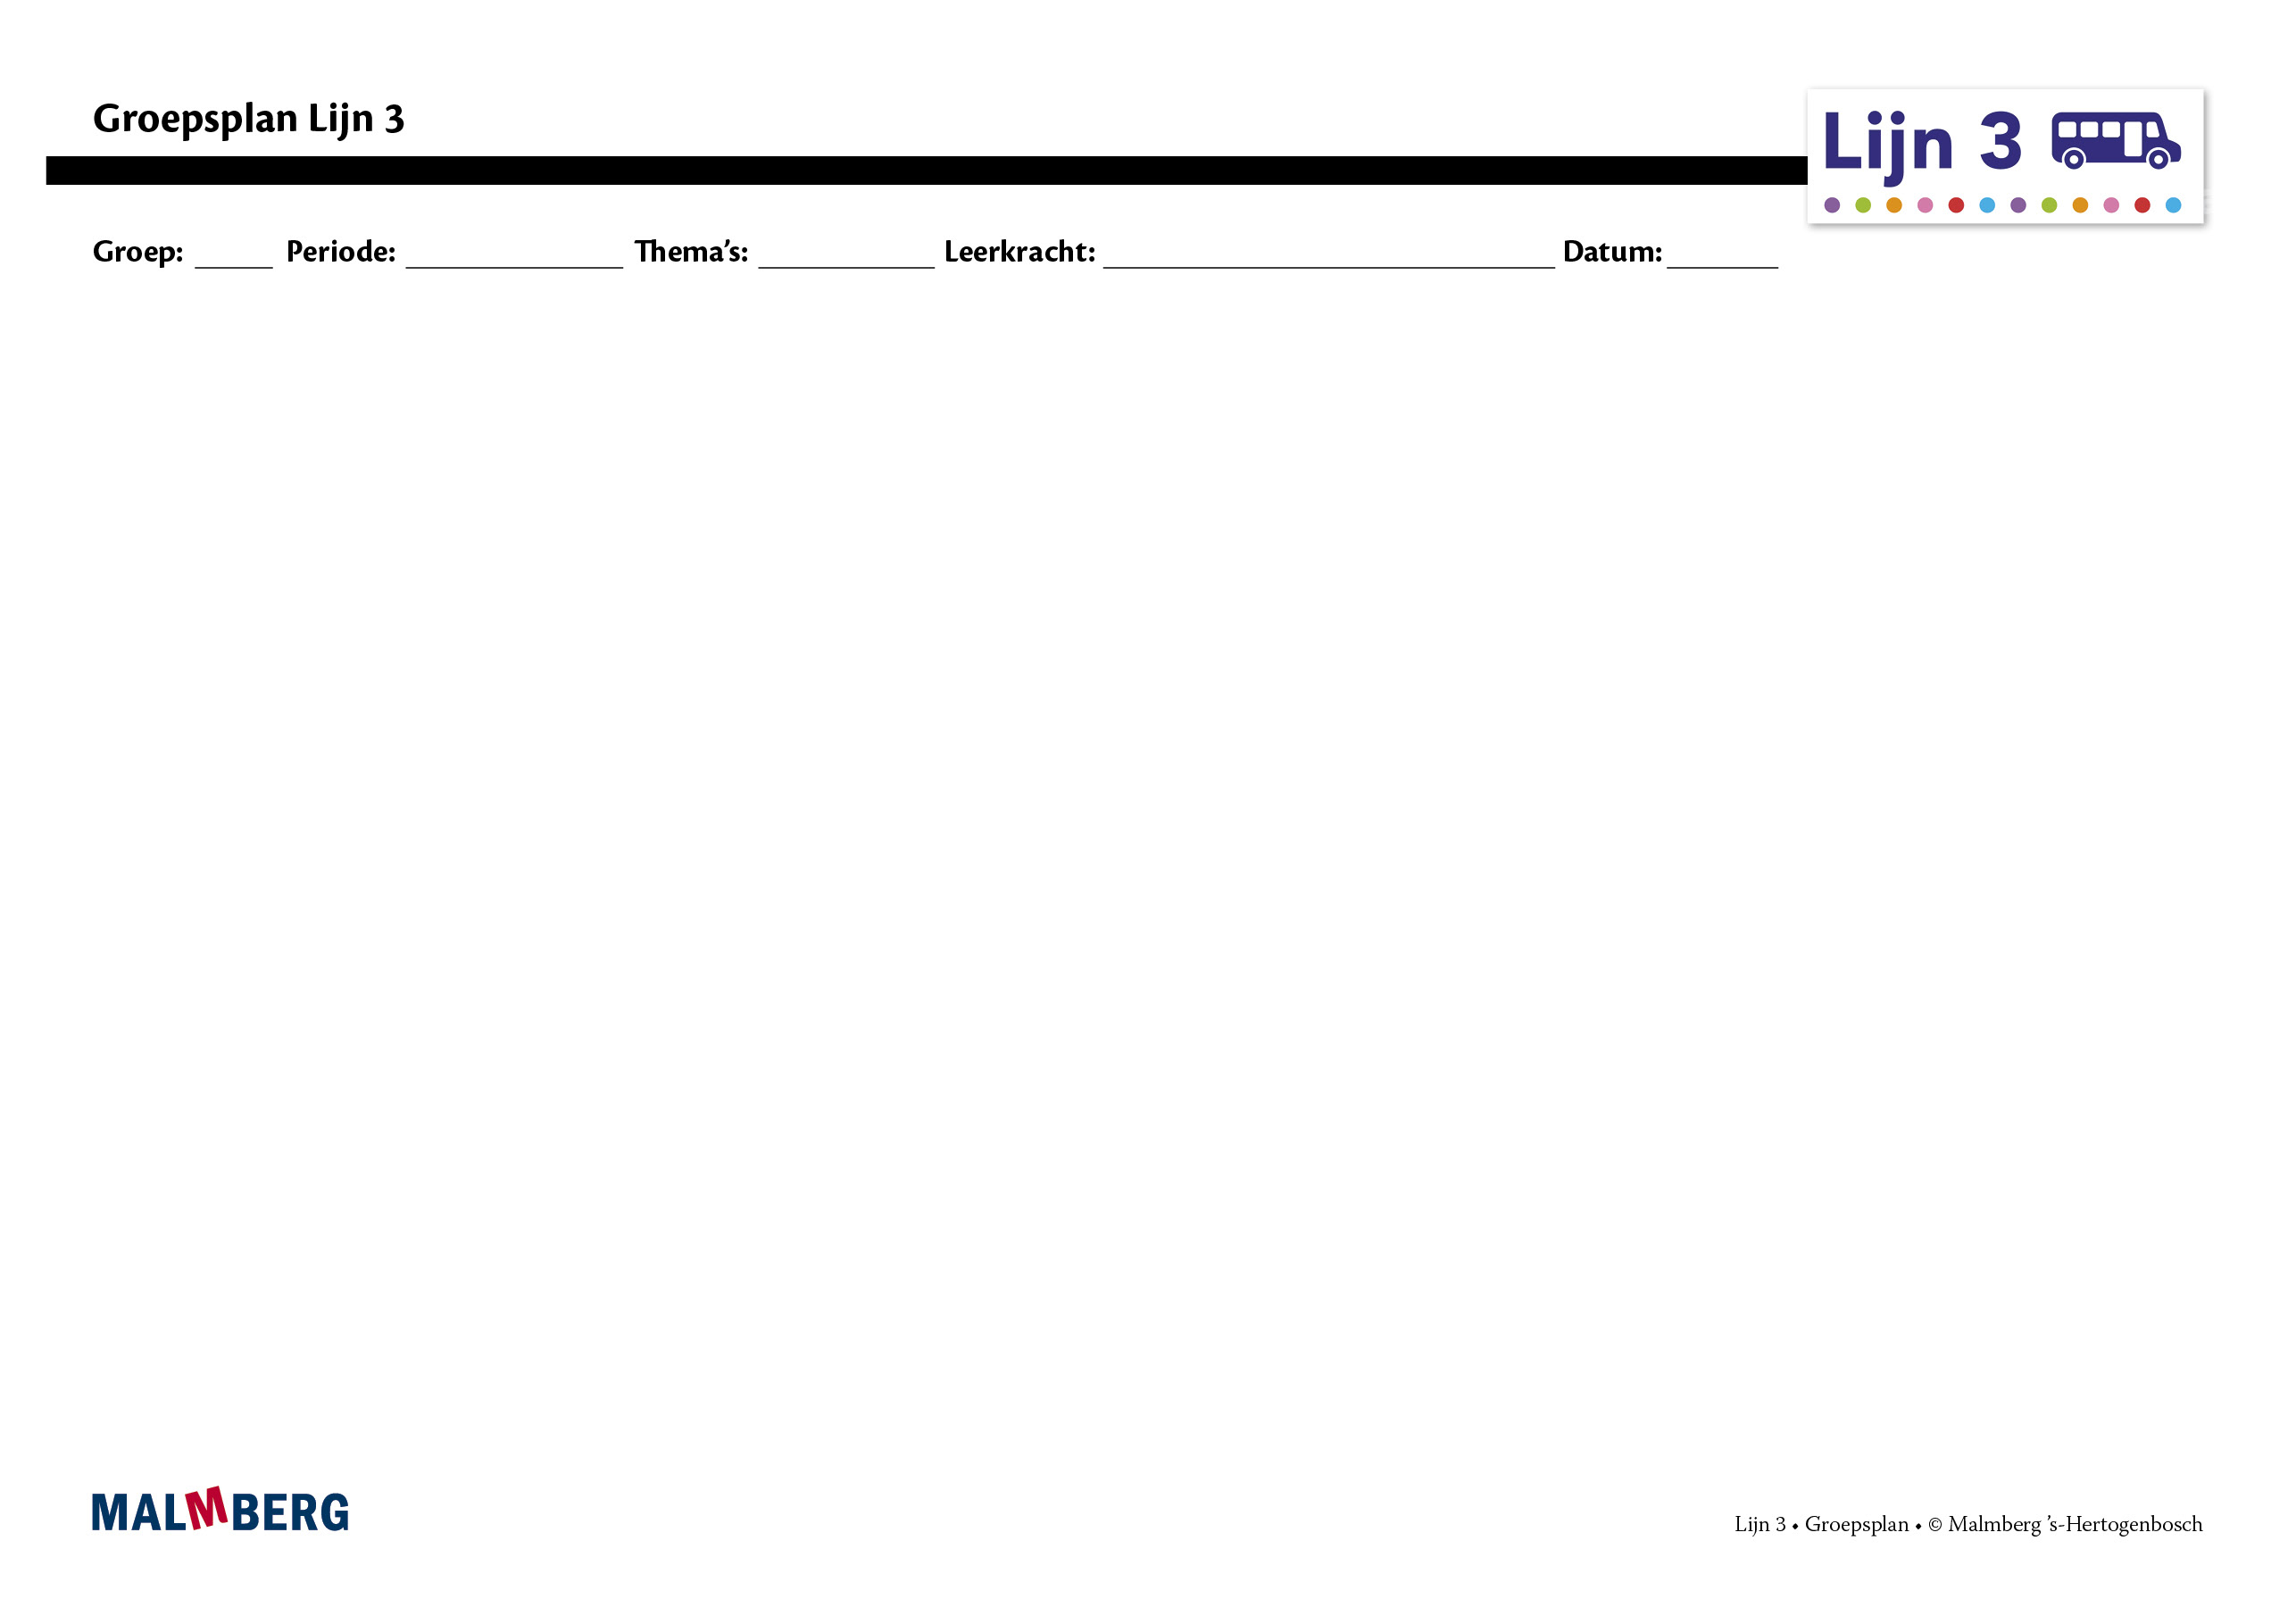 Groepsplan Lijn 3
Lijn 3
Groep: Periode: Thema’s: Leerkracht: Datum:
MALMBERG
Lijn 3 • Groepsplan • © Malmberg ’s-Hertogenbosch